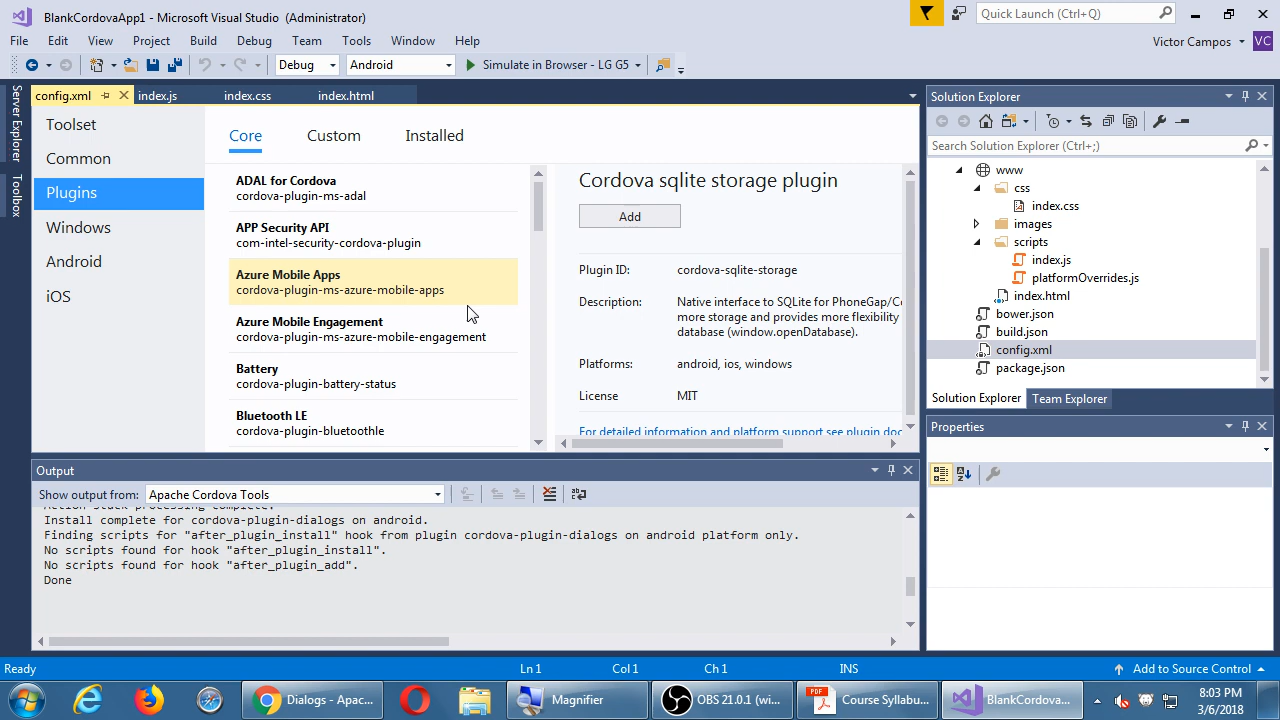 BlankCordovaApp1 - Microsoft Visual Studio (Administrator)
Quick Launch (Ctrl+Q)
File Edit View Project Build Debug Team Tools Window Help
Victor Campos VC
Debug Android Simulate in Browser - LG G5
Server Explorer
Toolbox
config.xml index.js index.css index.html
Toolset
Common
Plugins
Windows
Android
iOS
Core Custom Installed
ADAL for Cordova
cordova-plugin-ms-adal
APP Security API
com-intel-security-cordova-plugin
Azure Mobile Apps
cordova-plugin-ms-azure-mobile-apps
Azure Mobile Engagement
cordova-plugin-ms-azure-mobile-engagement
Battery
cordova-plugin-battery-status
Bluetooth LE
cordova-plugin-bluetoothle
Cordova sqlite storage plugin
Add
Plugin ID: cordova-sqlite-storage
Description: Native interface to SQLite for PhoneGap/C
more storage and provides more flexibility
database (window.openDatabase).
Platforms: android, ios, windows
License MIT
For detailed information and platform support see plugin doc
Solution Explorer
Search Solution Explorer (Ctrl+;)
www
css
index.css
images
scripts
index.js
platformOverrides.js
index.html
bower.json
build.json
config.xml
package.json
Solution Explorer Team Explorer
Properties
Output
Show output from: Apache Cordova Tools
Action stack processing complete.
Install complete for cordova-plugin-dialogs on android.
Finding scripts for "after_plugin_install" hook from plugin cordova-plugin-dialogs on android platform only.
No scripts found for hook "after_plugin_install".
No scripts found for hook "after_plugin_add".
Done
Ready Ln 1 Col 1 Ch 1 INS Add to Source Control
Dialogs - Apac...
Magnifier
OBS 21.0.1 (wi...
PDF
Course Syllabu...
BlankCordova...
8:03 PM
3/6/2018